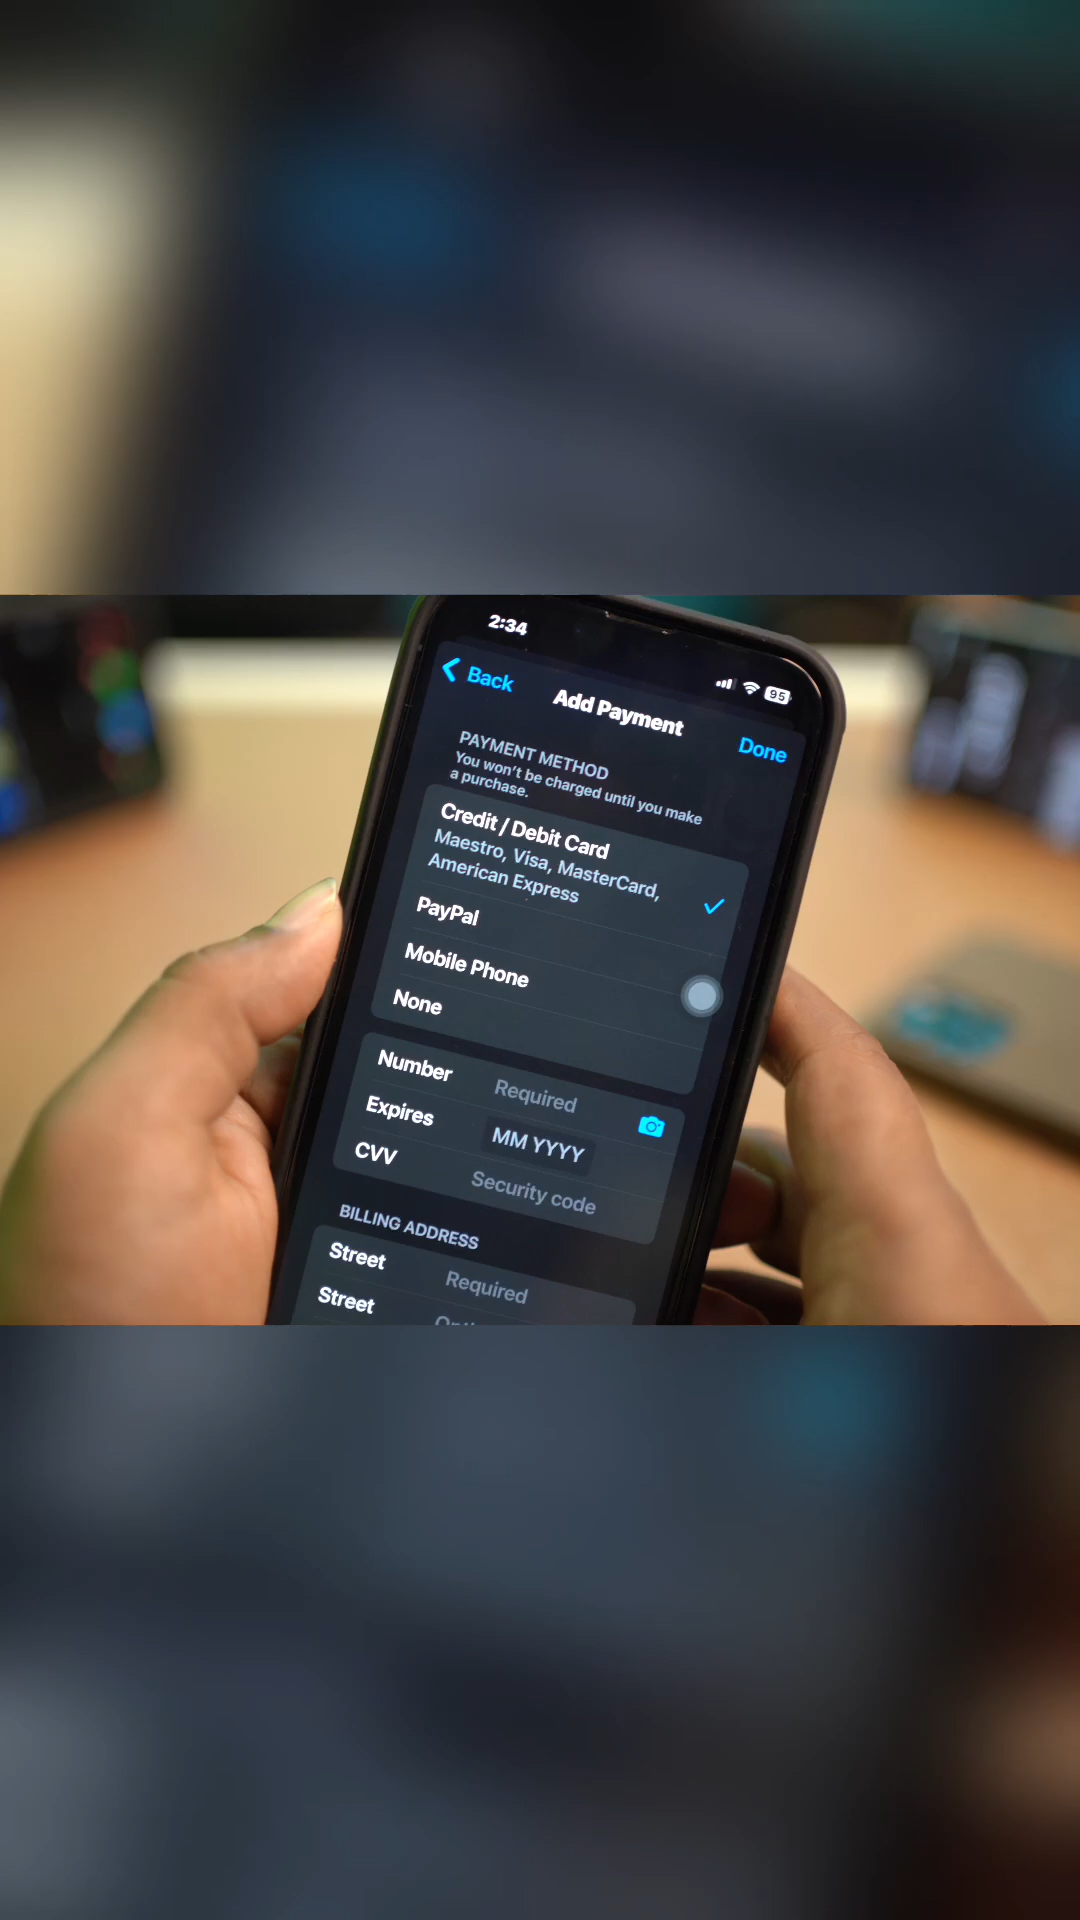 2:34
95
Back
Add Payment
Done
PAYMENT METHOD
You won't be charged until you make
a purchase.
Credit / Debit Card
Maestro, Visa, MasterCard,
American Express
PayPal
Mobile Phone
None
Number Required
Expires MM YYYY
CVV Security code
BILLING ADDRESS
Street Required
Street